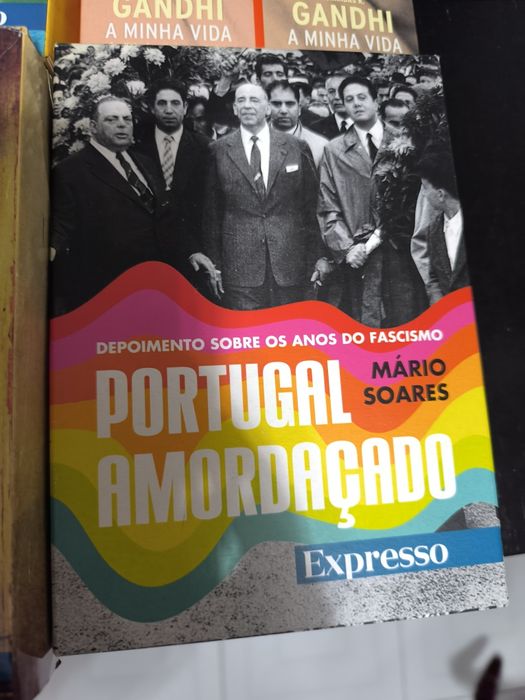 GANDHI
A MINHA VIDA
GANDHI
A MINHA VIDA
DEPOIMENTO SOBRE OS ANOS DO FASCISMO
MÁRIO
SOARES
PORTUGAL
AMORDAÇADO
Expresso